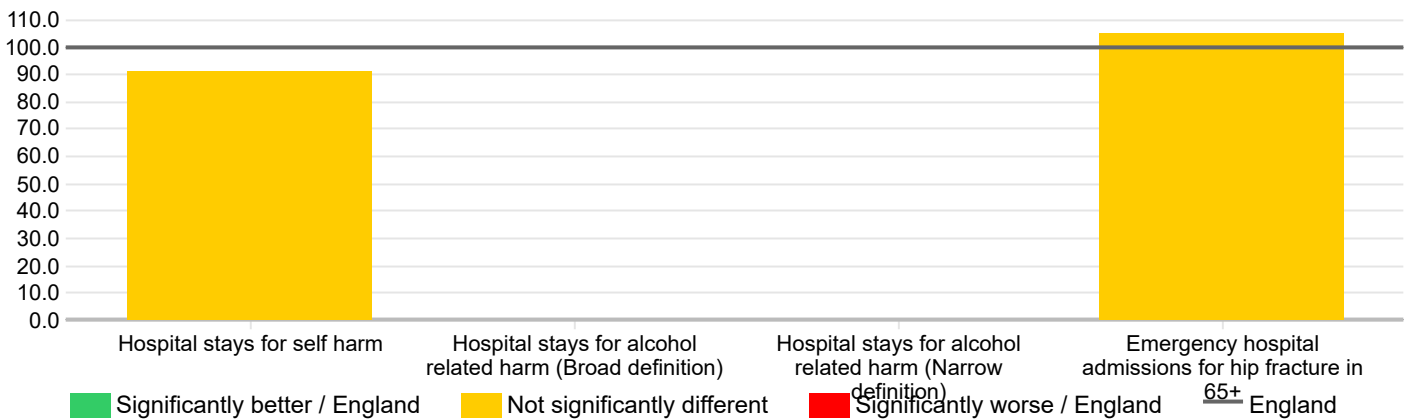 110.0
100.0
90.0
80.0
70.0
60.0
50.0
40.0
30.0
20.0
10.0
0.0
Hospital stays for self harm
Hospital stays for alcohol
related harm (Broad definition)
Hospital stays for alcohol
related harm (Narrow
definition)
Emergency hospital
admissions for hip fracture in
65+
Significantly better / England
Not significantly different
Significantly worse / England
England